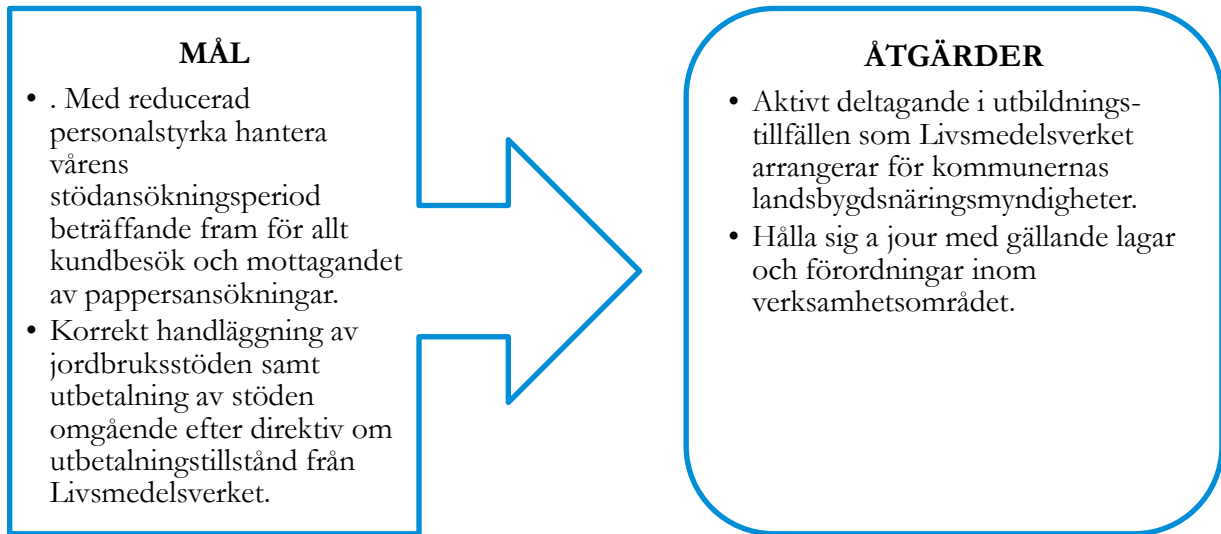 MÅL
• . Med reducerad
personalstyrka hantera
vårens
stödansökningsperiod
beträffande fram för allt
kundbesök och mottagandet
av pappersansökningar.
• Korrekt handläggning av
jordbruksstöden samt
utbetalning av stöden
omgående efter direktiv om
utbetalningstillstånd från
Livsmedelsverket.
ÅTGÄRDER
• Aktivt deltagande i utbildnings-
tillfällen som Livsmedelsverket
arrangerar för kommunernas
landsbygdsnäringsmyndigheter.
• Hålla sig a jour med gällande lagar
och förordningar inom
verksamhetsområdet.